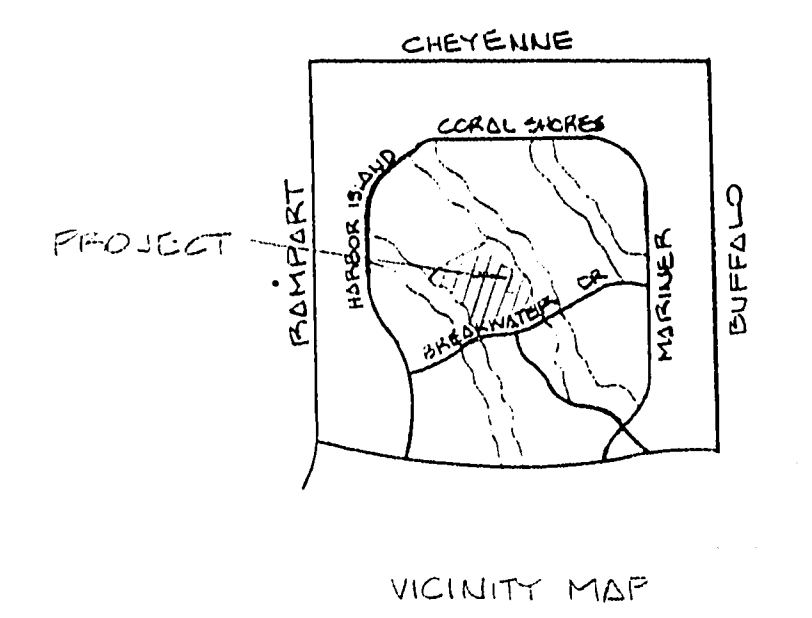 CHEYENNE
CORAL SHORES
HARBOR ISLAND
RAMPART
PROJECT
BREAKWATER DR
MARINER
BUFFALO
VICINITY MAP